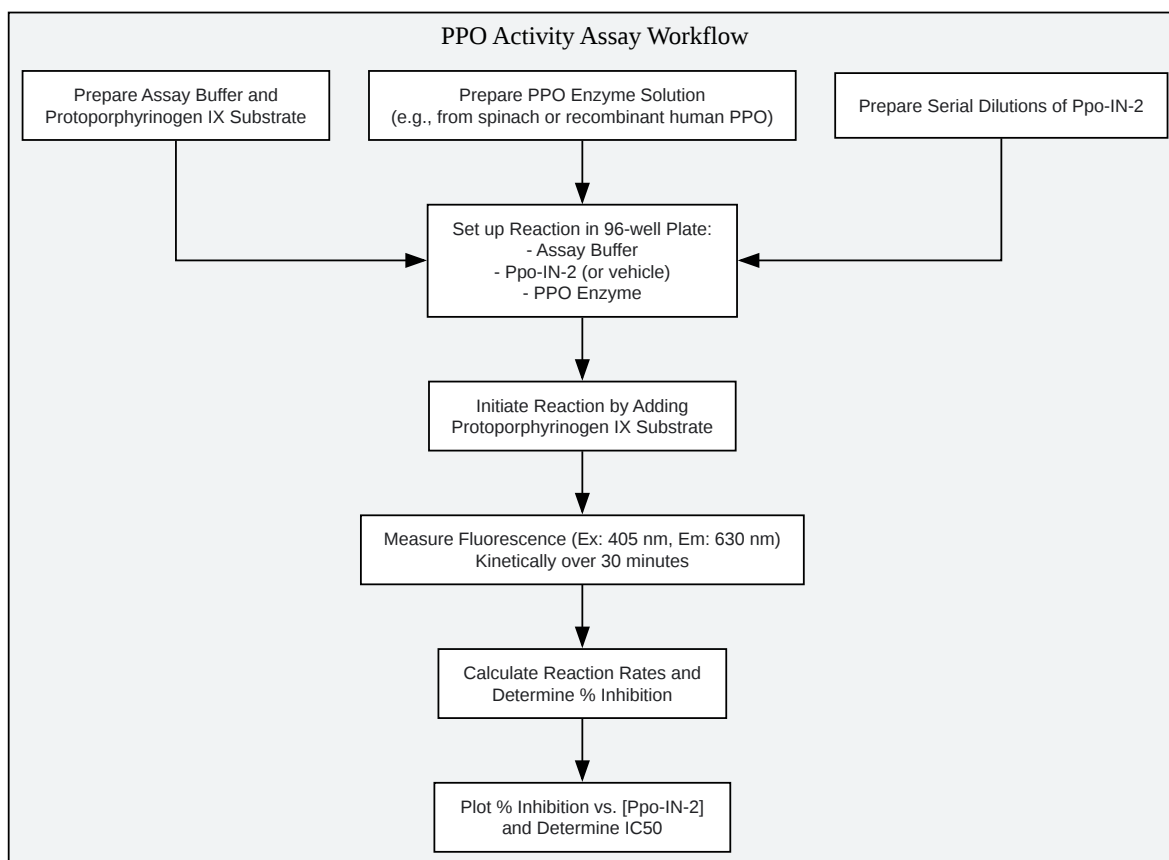 PPO Activity Assay Workflow
Prepare Assay Buffer and
Protoporphyrinogen IX Substrate
Prepare PPO Enzyme Solution
(e.g., from spinach or recombinant human PPO)
Prepare Serial Dilutions of Ppo-IN-2
Set up Reaction in 96-well Plate:
- Assay Buffer
- Ppo-IN-2 (or vehicle)
- PPO Enzyme
Initiate Reaction by Adding
Protoporphyrinogen IX Substrate
Measure Fluorescence (Ex: 405 nm, Em: 630 nm)
Kinetically over 30 minutes
Calculate Reaction Rates and
Determine % Inhibition
Plot % Inhibition vs. [Ppo-IN-2]
and Determine IC50